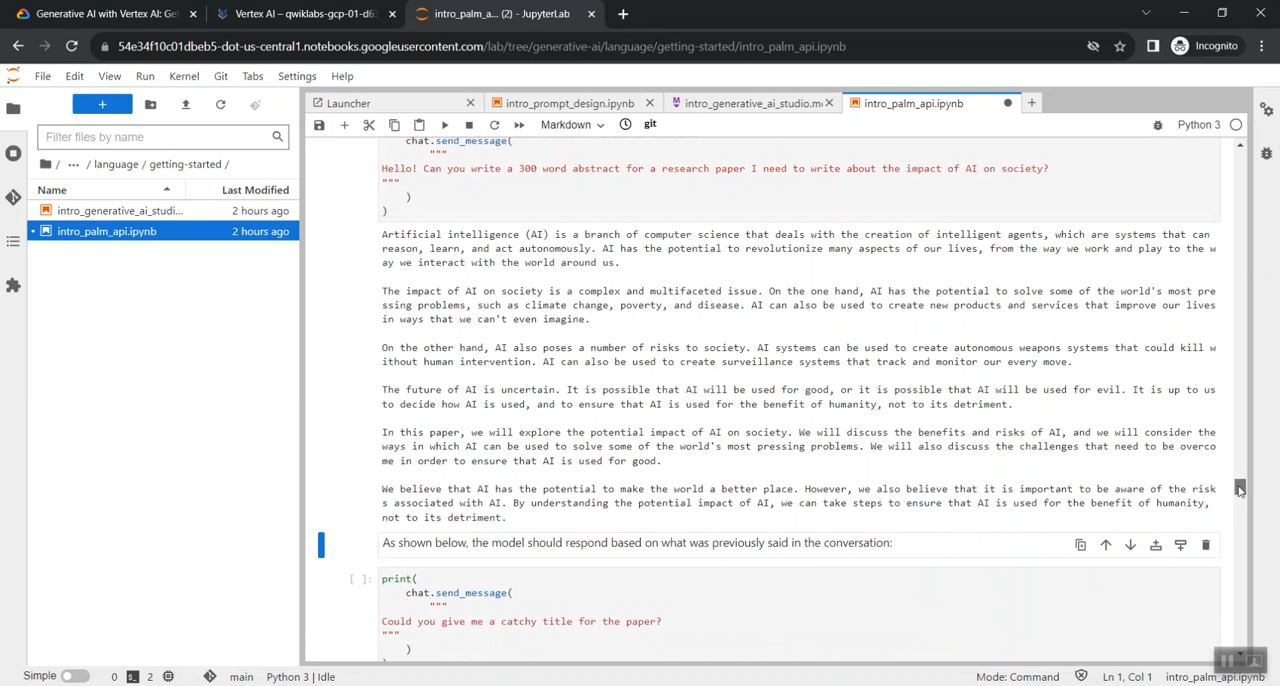 Generative AI with Vertex AI: Get
Vertex AI – qwiklabs-gcp-01-d6
intro_palm_a... (2) - JupyterLab
54e34f10c01dbeb5-dot-us-central1.notebooks.googleusercontent.com/lab/tree/generative-ai/language/getting-started/intro_palm_api.ipynb
Incognito
File Edit View Run Kernel Git Tabs Settings Help
Launcher
intro_prompt_design.ipynb
intro_generative_ai_studio.m
intro_palm_api.ipynb
Filter files by name
Markdown
git
Python 3
/ ... / language / getting-started /
Name
Last Modified
intro_generative_ai_studi...
2 hours ago
intro_palm_api.ipynb
2 hours ago
chat.send_message(
"""
Hello! Can you write a 300 word abstract for a research paper I need to write about the impact of AI on society?
"""
)
)
Artificial intelligence (AI) is a branch of computer science that deals with the creation of intelligent agents, which are systems that can
reason, learn, and act autonomously. AI has the potential to revolutionize many aspects of our lives, from the way we work and play to the w
ay we interact with the world around us.
The impact of AI on society is a complex and multifaceted issue. On the one hand, AI has the potential to solve some of the world's most pre
ssing problems, such as climate change, poverty, and disease. AI can also be used to create new products and services that improve our lives
in ways that we can't even imagine.
On the other hand, AI also poses a number of risks to society. AI systems can be used to create autonomous weapons systems that could kill w
ithout human intervention. AI can also be used to create surveillance systems that track and monitor our every move.
The future of AI is uncertain. It is possible that AI will be used for good, or it is possible that AI will be used for evil. It is up to us
to decide how AI is used, and to ensure that AI is used for the benefit of humanity, not to its detriment.
In this paper, we will explore the potential impact of AI on society. We will discuss the benefits and risks of AI, and we will consider the
ways in which AI can be used to solve some of the world's most pressing problems. We will also discuss the challenges that need to be overco
me in order to ensure that AI is used for good.
We believe that AI has the potential to make the world a better place. However, we also believe that it is important to be aware of the risk
s associated with AI. By understanding the potential impact of AI, we can take steps to ensure that AI is used for the benefit of humanity,
not to its detriment.
As shown below, the model should respond based on what was previously said in the conversation:
[ ]: print(
chat.send_message(
"""
Could you give me a catchy title for the paper?
"""
)
Simple
0
2
main
Python 3 | Idle
Mode: Command
Ln 1, Col 1
intro_palm_api.ipynb